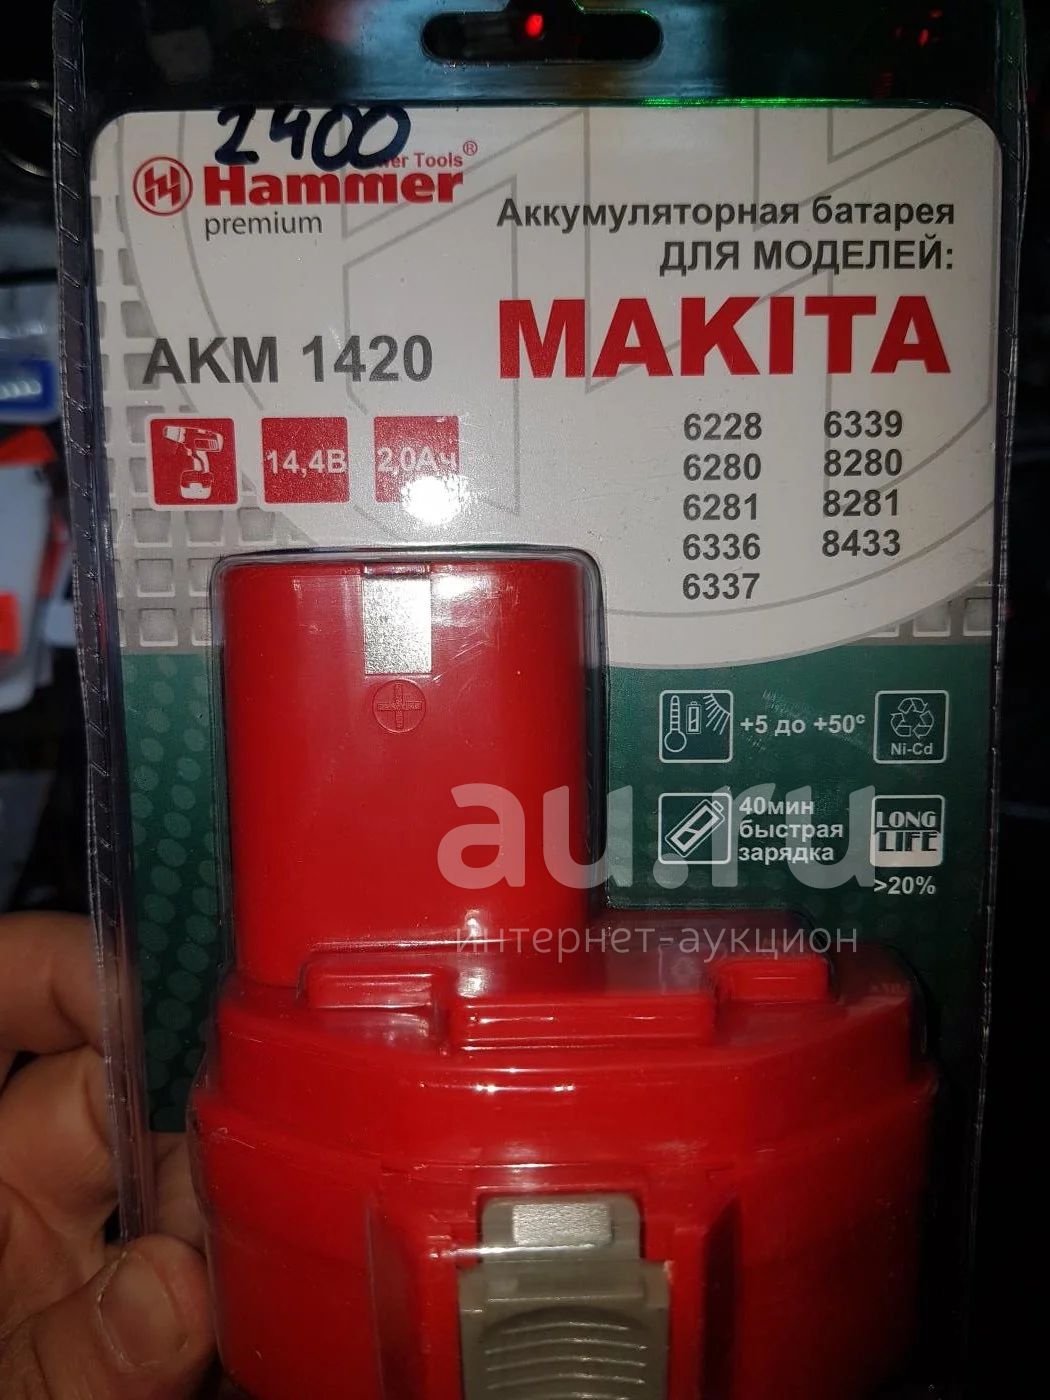 2400
Power Tools®
Hammer
premium
Аккумуляторная батарея
ДЛЯ МОДЕЛЕЙ:
MAKITA
AKM 1420
14,4В 2,0Ач
6228 6339
6280 8280
6281 8281
6336 8433
6337
+5 до +50°
Ni-Cd
40мин
быстрая
зарядка
LONG
LIFE
>20%
au.ru
интернет-аукцион